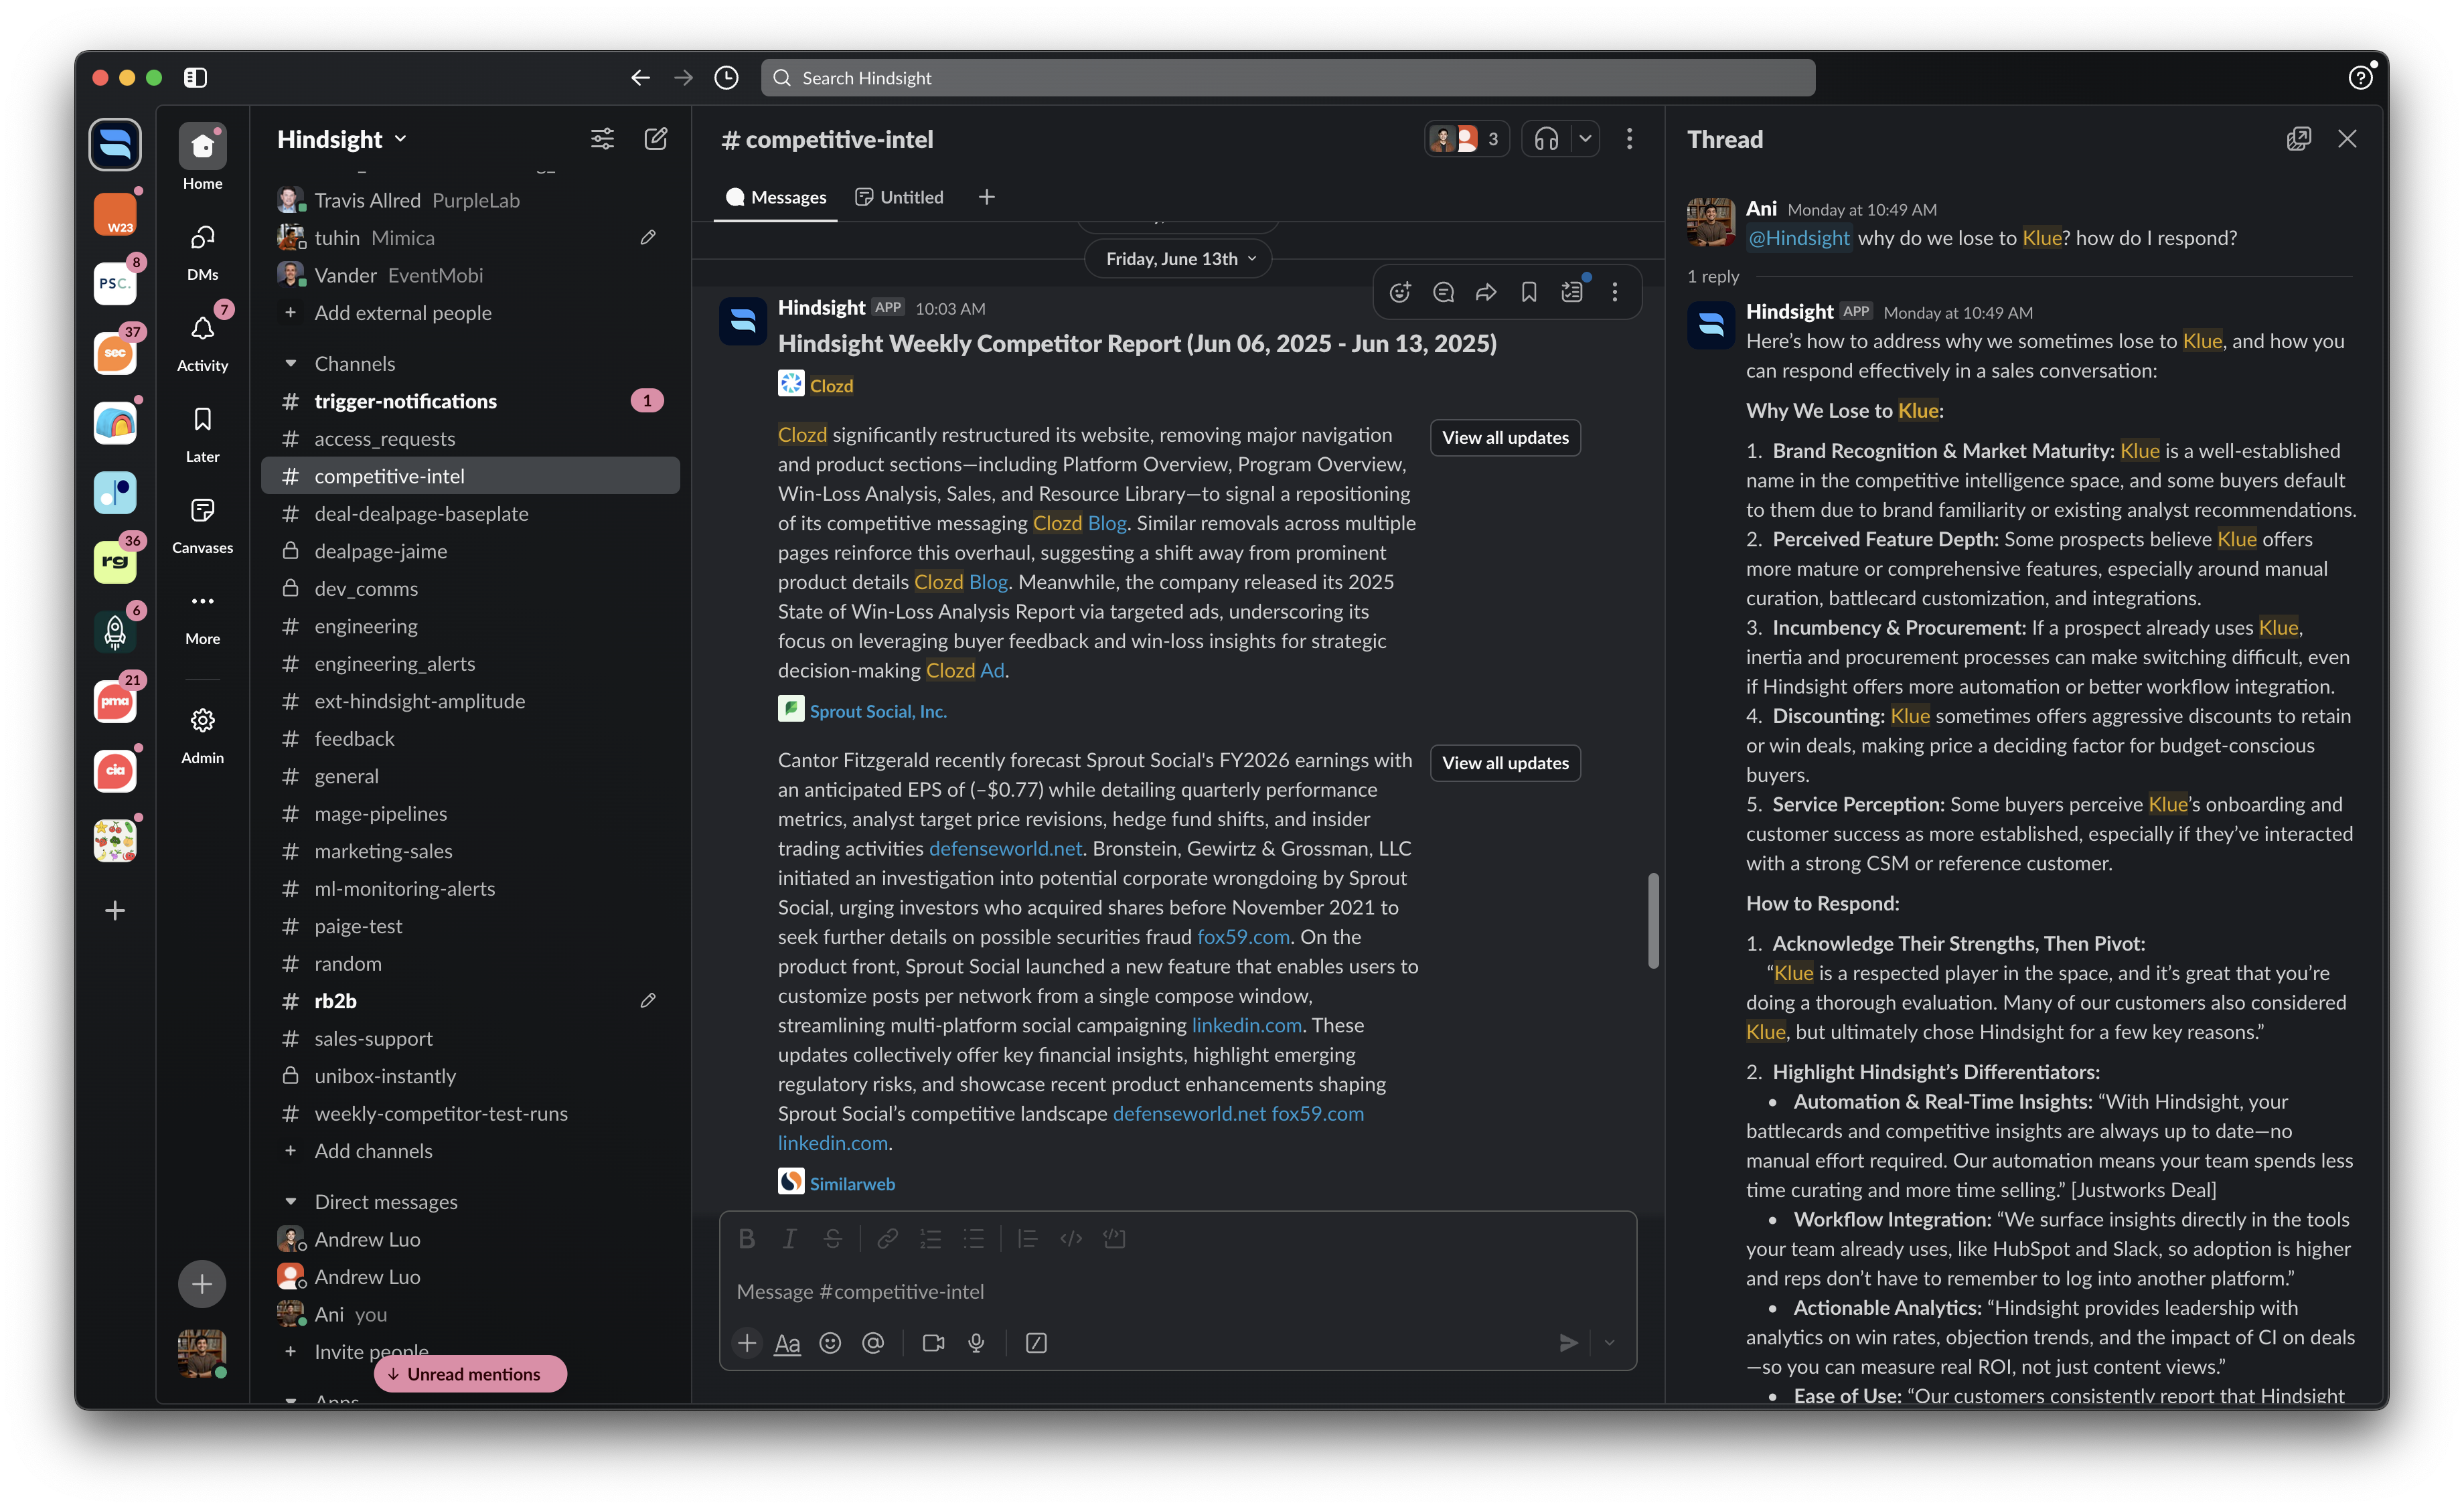 Search Hindsight
W23
PSC.
8
37
sec
36
rg
6
21
pma
cia
Home
DMs
7
Activity
Later
Canvases
More
Admin
Hindsight
Travis Allred PurpleLab
tuhin Mimica
Vander EventMobi
+ Add external people
Channels
# trigger-notifications 1
# access_requests
# competitive-intel
# deal-dealpage-baseplate
dealpage-jaime
dev_comms
# engineering
# engineering_alerts
# ext-hindsight-amplitude
# feedback
# general
# mage-pipelines
# marketing-sales
# ml-monitoring-alerts
# paige-test
# random
# rb2b
# sales-support
unibox-instantly
# weekly-competitor-test-runs
+ Add channels
Direct messages
Andrew Luo
Andrew Luo
Ani you
+ Invite people
↓ Unread mentions
Apps
# competitive-intel
3
Messages Untitled +
Friday, June 13th
Hindsight APP 10:03 AM
Hindsight Weekly Competitor Report (Jun 06, 2025 - Jun 13, 2025)
Clozd
Clozd significantly restructured its website, removing major navigation
and product sections—including Platform Overview, Program Overview,
Win-Loss Analysis, Sales, and Resource Library—to signal a repositioning
of its competitive messaging Clozd Blog. Similar removals across multiple
pages reinforce this overhaul, suggesting a shift away from prominent
product details Clozd Blog. Meanwhile, the company released its 2025
State of Win-Loss Analysis Report via targeted ads, underscoring its
focus on leveraging buyer feedback and win-loss insights for strategic
decision-making Clozd Ad.
View all updates
Sprout Social, Inc.
Cantor Fitzgerald recently forecast Sprout Social's FY2026 earnings with
an anticipated EPS of (–$0.77) while detailing quarterly performance
metrics, analyst target price revisions, hedge fund shifts, and insider
trading activities defenseworld.net. Bronstein, Gewirtz & Grossman, LLC
initiated an investigation into potential corporate wrongdoing by Sprout
Social, urging investors who acquired shares before November 2021 to
seek further details on possible securities fraud fox59.com. On the
product front, Sprout Social launched a new feature that enables users to
customize posts per network from a single compose window,
streamlining multi-platform social campaigning linkedin.com. These
updates collectively offer key financial insights, highlight emerging
regulatory risks, and showcase recent product enhancements shaping
Sprout Social’s competitive landscape defenseworld.net fox59.com
linkedin.com.
View all updates
Similarweb
Message #competitive-intel
Aa
Thread
Ani Monday at 10:49 AM
@Hindsight why do we lose to Klue? how do I respond?
1 reply
Hindsight APP Monday at 10:49 AM
Here’s how to address why we sometimes lose to Klue, and how you
can respond effectively in a sales conversation:
Why We Lose to Klue:
1. Brand Recognition & Market Maturity: Klue is a well-established
name in the competitive intelligence space, and some buyers default
to them due to brand familiarity or existing analyst recommendations.
2. Perceived Feature Depth: Some prospects believe Klue offers
more mature or comprehensive features, especially around manual
curation, battlecard customization, and integrations.
3. Incumbency & Procurement: If a prospect already uses Klue,
inertia and procurement processes can make switching difficult, even
if Hindsight offers more automation or better workflow integration.
4. Discounting: Klue sometimes offers aggressive discounts to retain
or win deals, making price a deciding factor for budget-conscious
buyers.
5. Service Perception: Some buyers perceive Klue’s onboarding and
customer success as more established, especially if they’ve interacted
with a strong CSM or reference customer.
How to Respond:
1. Acknowledge Their Strengths, Then Pivot:
“Klue is a respected player in the space, and it’s great that you’re
doing a thorough evaluation. Many of our customers also considered
Klue, but ultimately chose Hindsight for a few key reasons.”
2. Highlight Hindsight’s Differentiators:
• Automation & Real-Time Insights: “With Hindsight, your
battlecards and competitive insights are always up to date—no
manual effort required. Our automation means your team spends less
time curating and more time selling.” [Justworks Deal]
• Workflow Integration: “We surface insights directly in the tools
your team already uses, like HubSpot and Slack, so adoption is higher
and reps don’t have to remember to log into another platform.”
• Actionable Analytics: “Hindsight provides leadership with
analytics on win rates, objection trends, and the impact of CI on deals
—so you can measure real ROI, not just content views.”
• Ease of Use: “Our customers consistently report that Hindsight